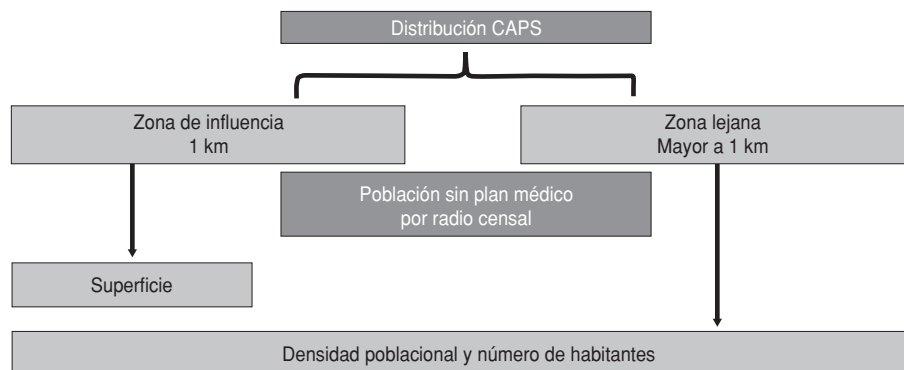 Distribución CAPS
Zona de influencia
1 km
Zona lejana
Mayor a 1 km
Población sin plan médico
por radio censal
Superficie
Densidad poblacional y número de habitantes